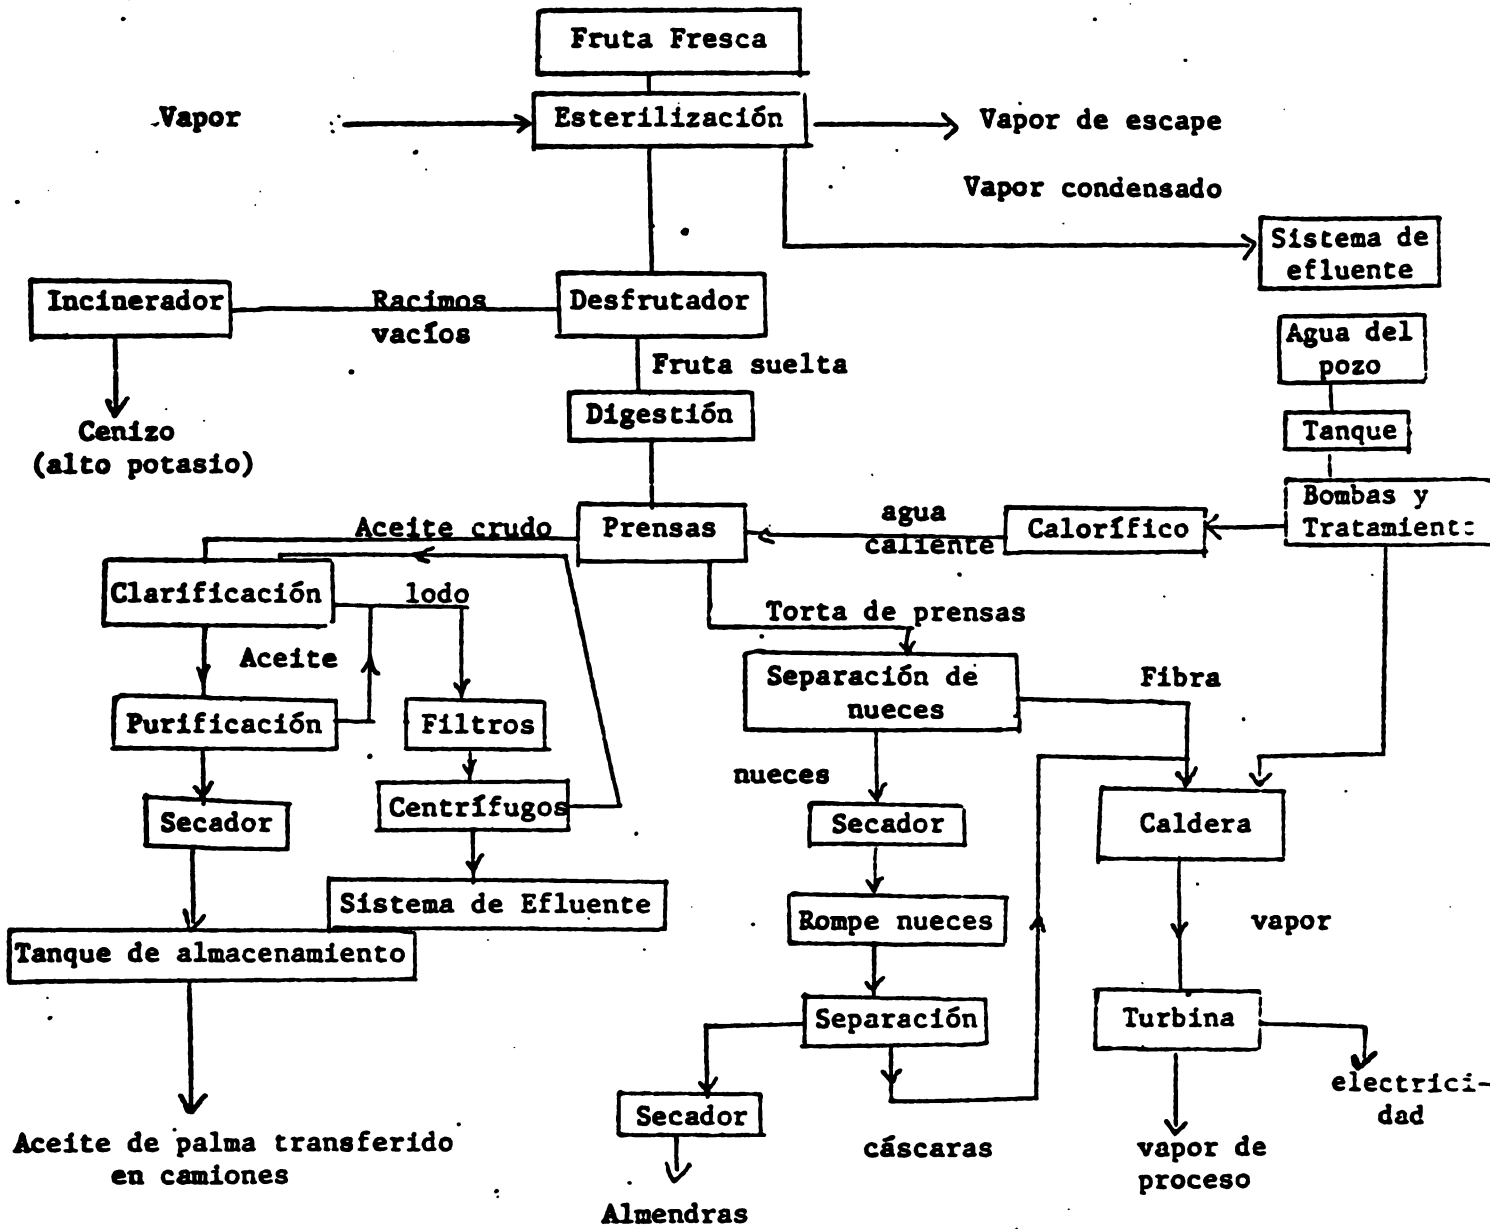 Fruta Fresca
Vapor
Esterilización
Vapor de escape
Vapor condensado
Sistema de
efluente
Incinerador
Racimos
vacíos
Desfrutador
Agua del
pozo
Fruta suelta
Cenizo
(alto potasio)
Digestión
Tanque
Aceite crudo
Prensas
agua
caliente
Calorífico
Bombas y
Tratamiento
Clarificación
lodo
Torta de prensas
Aceite
Separación de
nueces
Fibra
Purificación
Filtros
nueces
Secador
Centrífugos
Secador
Caldera
Sistema de Efluente
Rompe nueces
vapor
Tanque de almacenamiento
Separación
Turbina
Secador
electrici-
dad
Aceite de palma transferido
en camiones
cáscaras
vapor de
proceso
Almendras